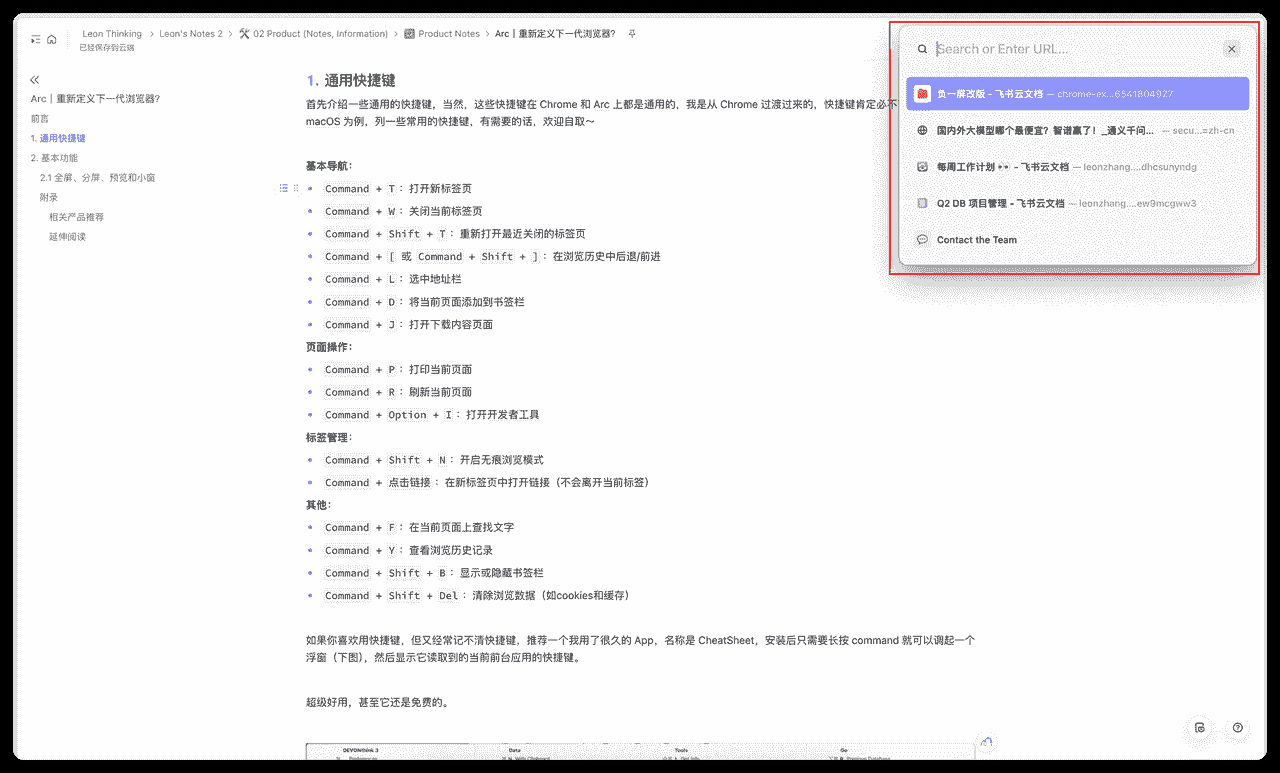 Leon Thinking > Leon's Notes 2 > 🛠 02 Product (Notes, Information) > Product Notes > Arc｜重新定义下一代浏览器?
已经保存到云端
Arc｜重新定义下一代浏览器?
前言
1. 通用快捷键
2. 基本功能
2.1 全屏、分屏、预览和小窗
附录
相关产品推荐
延伸阅读
1. 通用快捷键
首先介绍一些通用的快捷键，当然，这些快捷键在 Chrome 和 Arc 上都是通用的，我是从 Chrome 过渡过来的，快捷键肯定必不
macOS 为例，列一些常用的快捷键，有需要的话，欢迎自取～
基本导航：
Command + T：打开新标签页
Command + W：关闭当前标签页
Command + Shift + T：重新打开最近关闭的标签页
Command + [ 或 Command + Shift + ]：在浏览历史中后退/前进
Command + L：选中地址栏
Command + D：将当前页面添加到书签栏
Command + J：打开下载内容页面
页面操作：
Command + P：打印当前页面
Command + R：刷新当前页面
Command + Option + I：打开开发者工具
标签管理：
Command + Shift + N：开启无痕浏览模式
Command + 点击链接：在新标签页中打开链接（不会离开当前标签）
其他：
Command + F：在当前页面上查找文字
Command + Y：查看浏览历史记录
Command + Shift + B：显示或隐藏书签栏
Command + Shift + Del：清除浏览数据（如cookies和缓存）
如果你喜欢用快捷键，但又经常记不清快捷键，推荐一个我用了很久的 App，名称是 CheatSheet，安装后只需要长按 command 就可以调起一个
浮窗（下图），然后显示它读取到的当前前台应用的快捷键。
超级好用，甚至它还是免费的。
DEVONthink 3 Data Tools Go
Search or Enter URL...
负一屏改版 - 飞书云文档 — chrome-ex...6541804927
国内外大模型哪个最便宜？智谱赢了！_通义千问... — secu...=zh-cn
每周工作计划 👀 - 飞书云文档 — leonzhang....dhcsunyndg
Q2 DB 项目管理 - 飞书云文档 — leonzhang....ew9mcgww3
Contact the Team